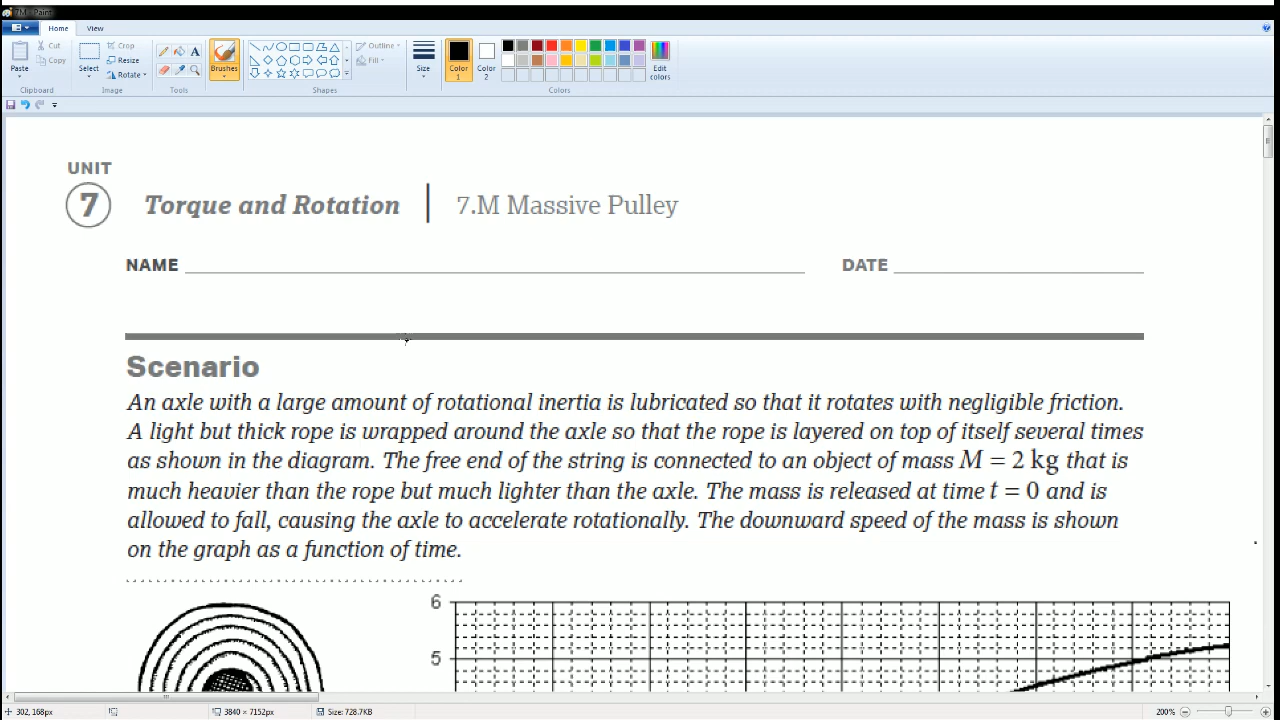 7M - Paint
Home View
Paste
Cut
Copy
Clipboard
Select
Crop
Resize
Rotate
Image
Tools
Brushes
Shapes
Outline
Fill
Size
Color 1
Color 2
Edit colors
Colors
UNIT
7 Torque and Rotation | 7.M Massive Pulley
NAME DATE
Scenario
An axle with a large amount of rotational inertia is lubricated so that it rotates with negligible friction.
A light but thick rope is wrapped around the axle so that the rope is layered on top of itself several times
as shown in the diagram. The free end of the string is connected to an object of mass M = 2 kg that is
much heavier than the rope but much lighter than the axle. The mass is released at time t = 0 and is
allowed to fall, causing the axle to accelerate rotationally. The downward speed of the mass is shown
on the graph as a function of time.
6
5
302, 168px
3840 × 7152px
Size: 728.7KB
200%